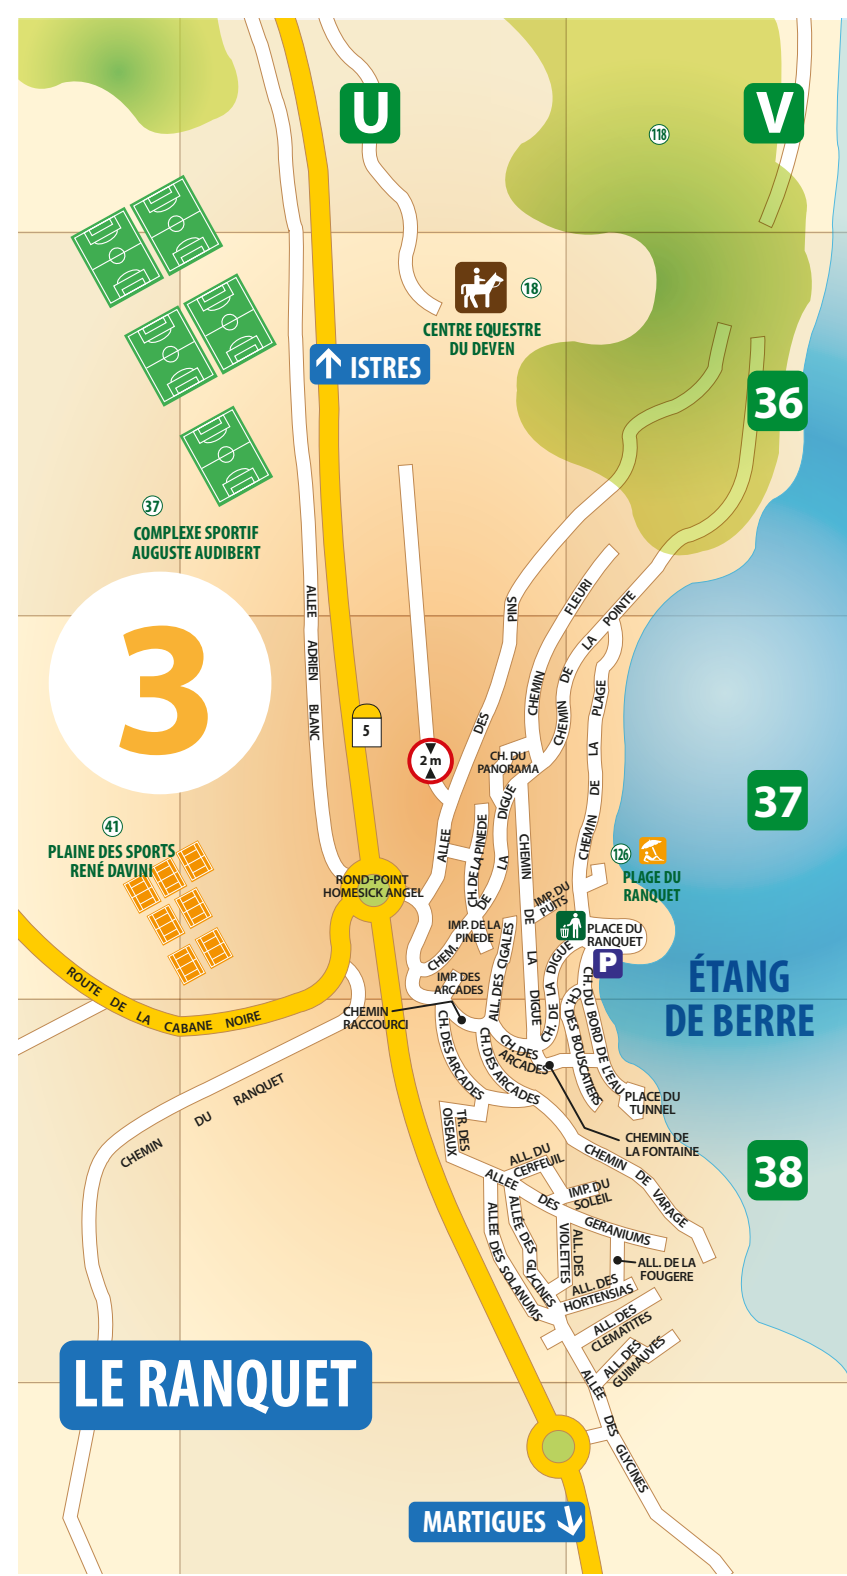 U
V
118
18
CENTRE EQUESTRE
DU DEVEN
ISTRES
36
37
COMPLEXE SPORTIF
AUGUSTE AUDIBERT
3
ALLEE ADRIEN BLANC
5
2 m
ALLEE DES PINS
CHEMIN FLEURI
CHEMIN DE LA POINTE
CHEMIN DE LA PLAGE
CH. DU
PANORAMA
37
41
PLAINE DES SPORTS
RENÉ DAVINI
ROND-POINT
HOMESICK ANGEL
CH. DE LA PINEDE
CHEM. DE LA DIGUE
CHEMIN DE LA DIGUE
IMP. DU
PUITS
126
PLAGE DU
RANQUET
IMP. DE LA
PINEDE
PLACE DU
RANQUET
P
ALL. DES CIGALES
CH. DE LA DIGUE
ÉTANG
DE BERRE
IMP. DES
ARCADES
CHEMIN
RACCOURCI
ROUTE DE LA CABANE NOIRE
CH. DES ARCADES
CH. DES ARCADES
CH. DES
ARCADES
CH. DES BOUSCATIERS
CH. DU BORD DE L'EAU
PLACE DU
TUNNEL
CHEMIN DU RANQUET
TR. DES
OISEAUX
CHEMIN DE
LA FONTAINE
CHEMIN DE VARAGE
38
ALL. DU
CERFEUIL
IMP. DU
SOLEIL
ALLEE DES GERANIUMS
ALLEE DES SOLANUMS
ALLÉE DES GLYCINES
ALL. DES
VIOLETTES
ALL. DE LA
FOUGERE
ALL. DES
HORTENSIAS
ALL. DES
CLEMATITES
ALL. DES
GUIMAUVES
LE RANQUET
ALLÉE DES GLYCINES
MARTIGUES